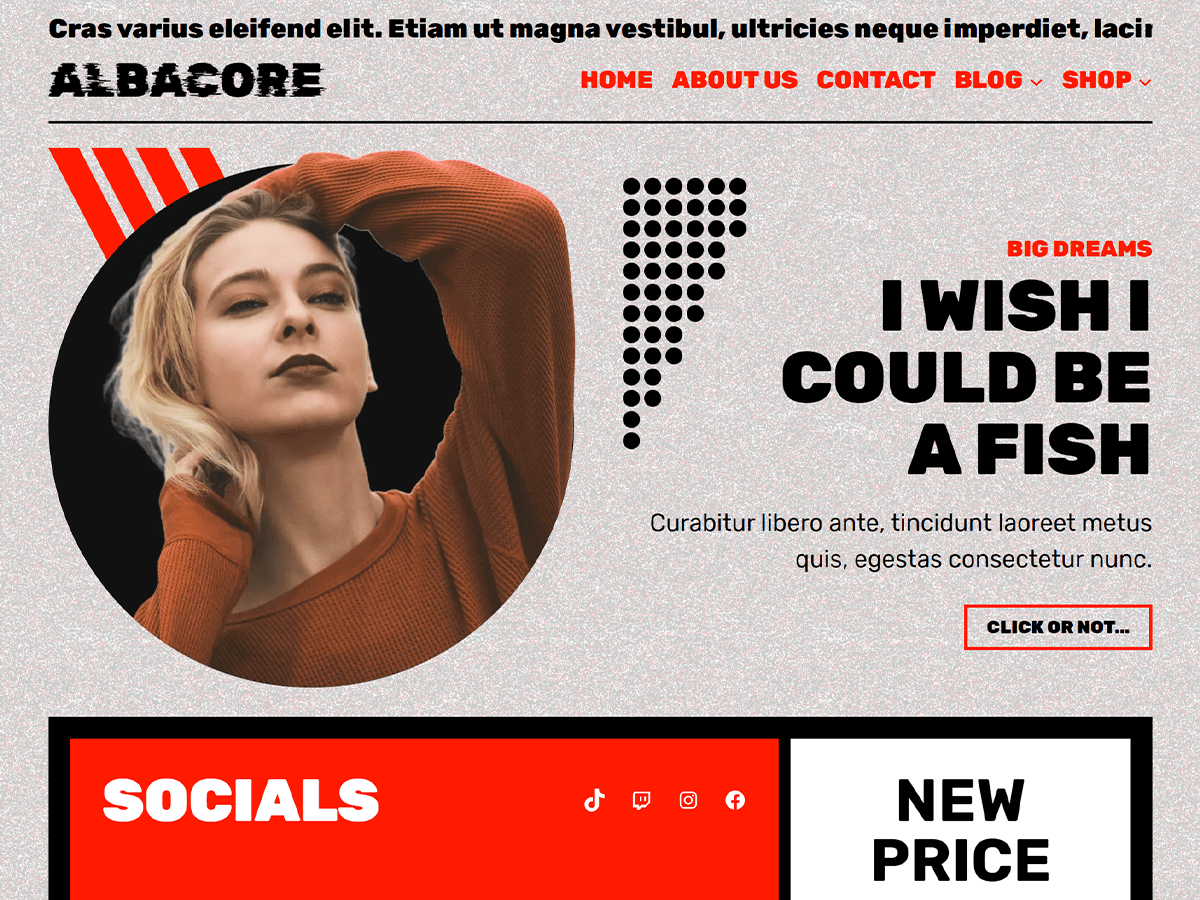 Cras varius eleifend elit. Etiam ut magna vestibul, ultricies neque imperdiet,
ALBACORE
HOME ABOUT US CONTACT BLOG SHOP
BIG DREAMS
I WISH I
COULD BE
A FISH
Curabitur libero ante, tincidunt laoreet metus
quis, egestas consectetur nunc.
CLICK OR NOT...
SOCIALS
NEW
PRICE